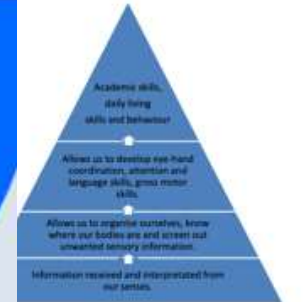 Academic skills,
daily living
skills and behaviour
Allows us to develop eye-hand
coordination, attention and
language skills, gross motor
skills.
Allows us to organise ourselves, know
where our bodies are and screen out
unwanted sensory information.
Information received and interpretated from
our senses.